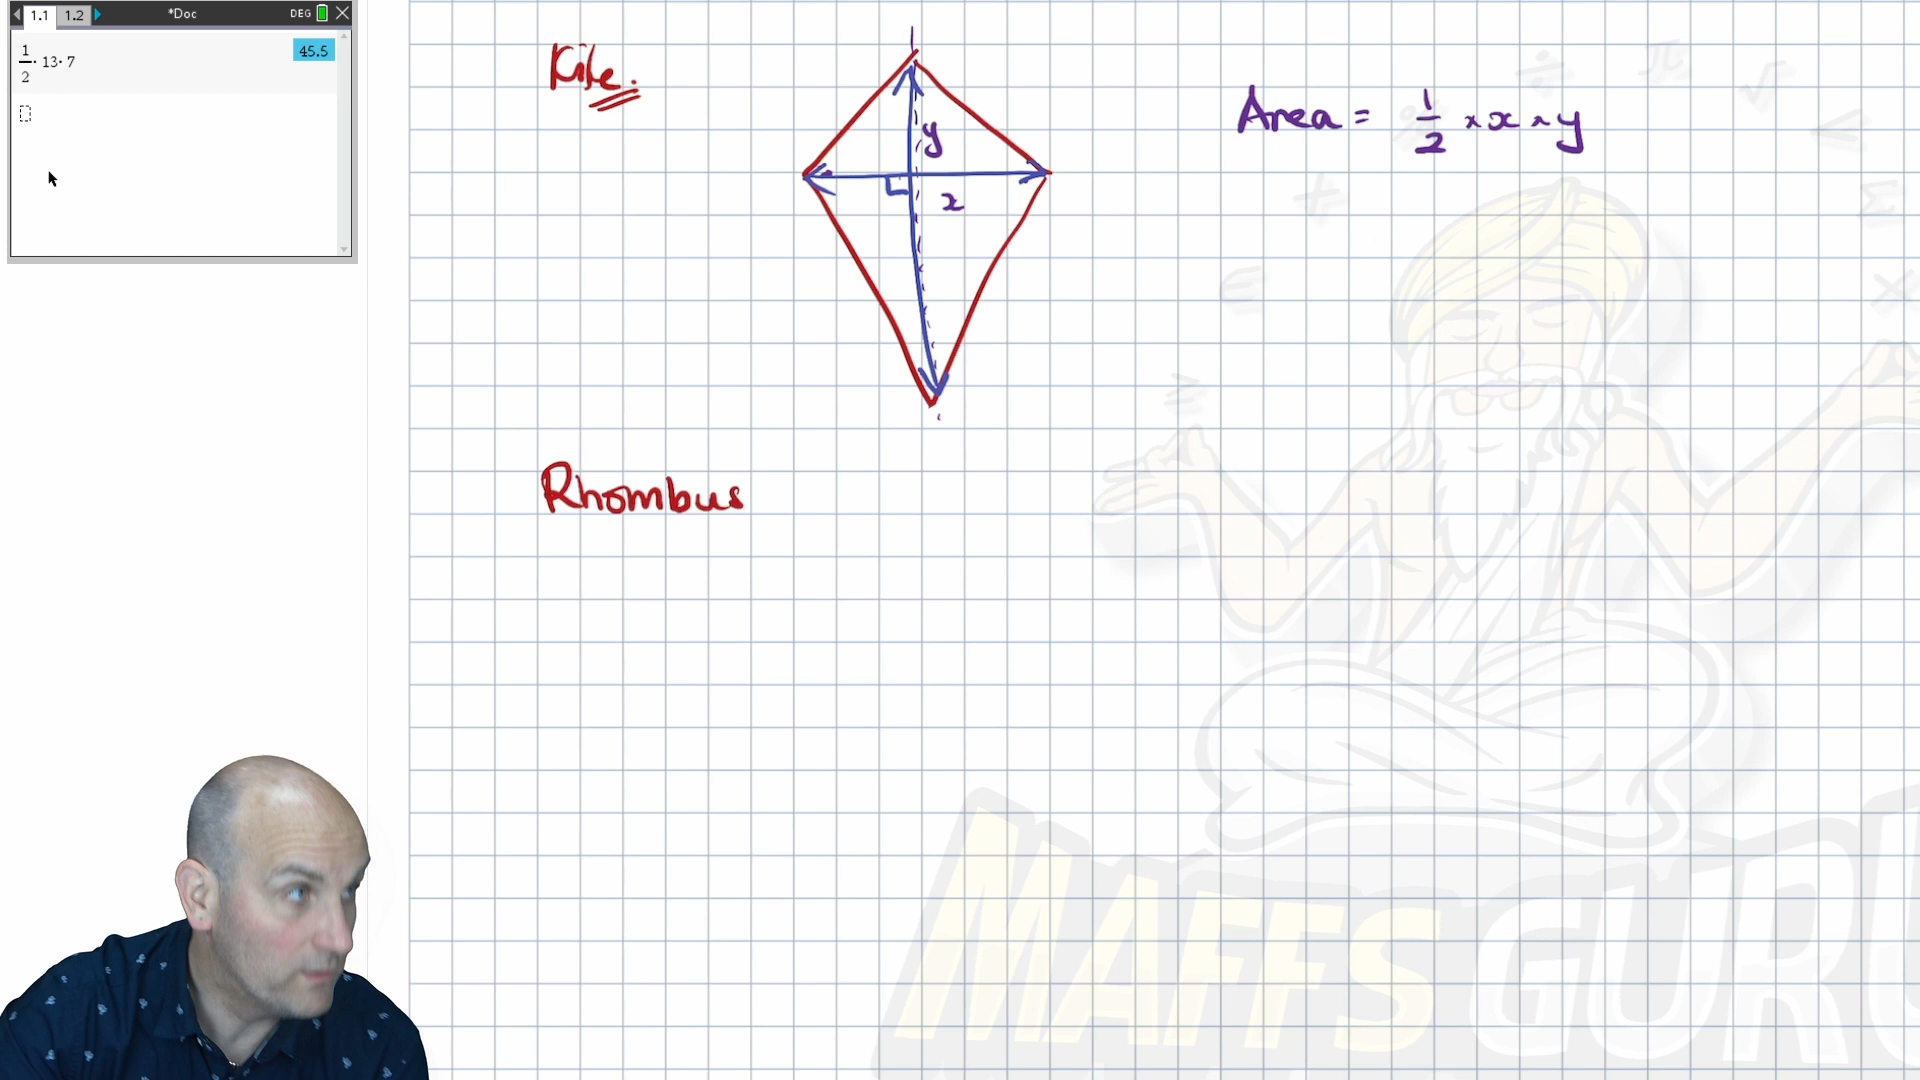 1.1 1.2 *Doc DEG
1/2 · 13 · 7 45.5
Kite.
y
x
Area = 1/2 × x × y
Rhombus
MAFFS GURU